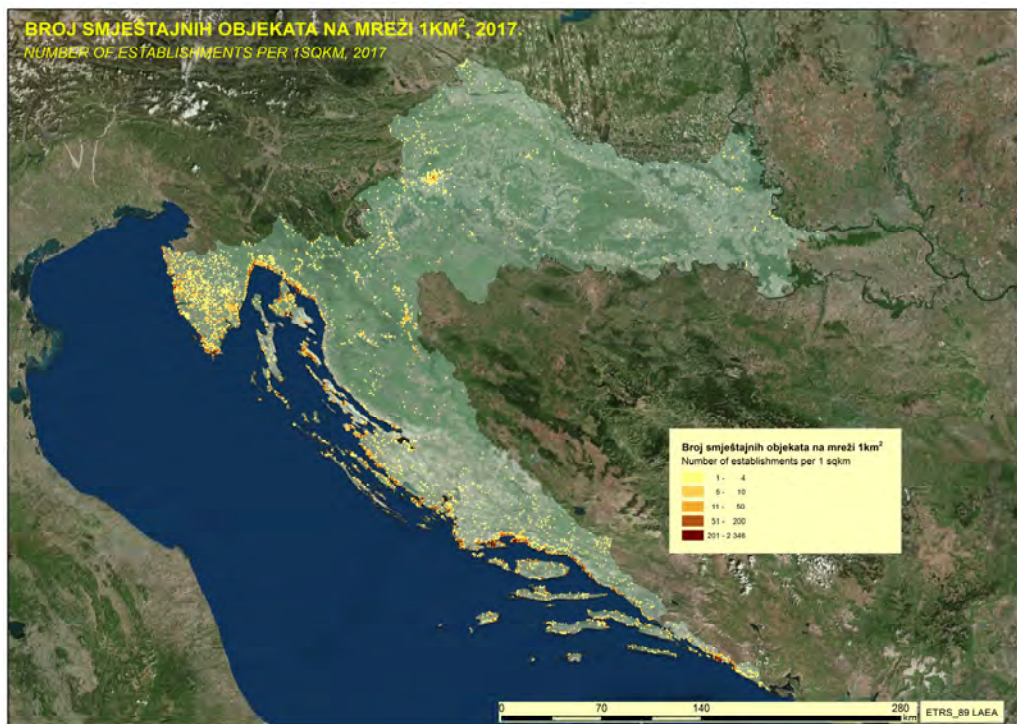 BROJ SMJEŠTAJNIH OBJEKATA NA MREŽI 1KM², 2017.
NUMBER OF ESTABLISHMENTS PER 1SQKM, 2017
Broj smještajnih objekata na mreži 1km²
Number of establishments per 1 sqkm
1 - 4
5 - 10
11 - 50
51 - 200
201 - 2 346
0 70 140 280
km
ETRS_89 LAEA